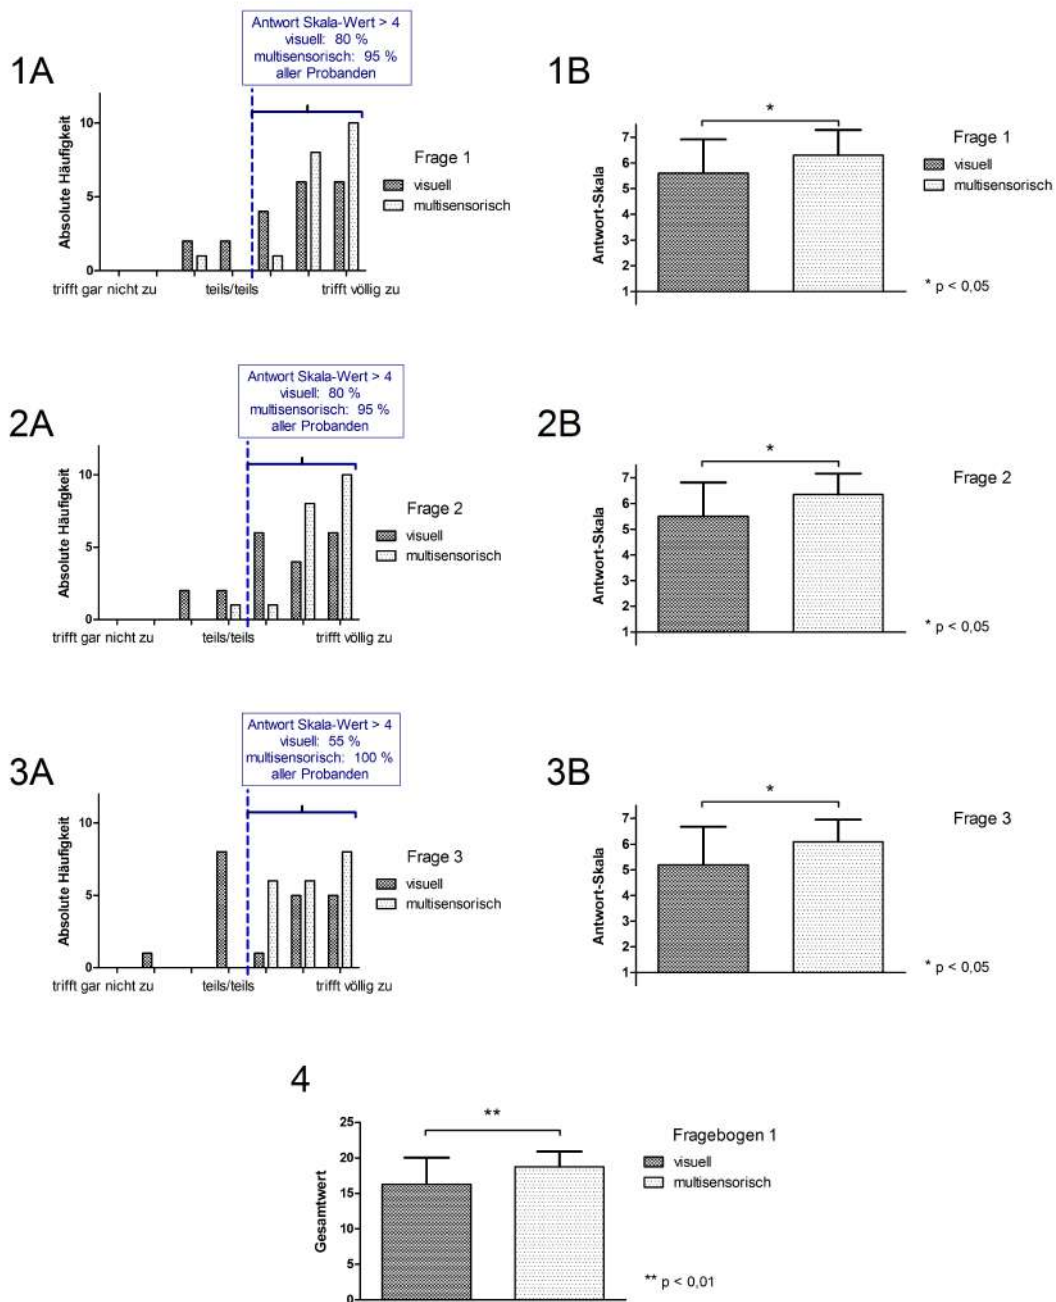 Antwort Skala-Wert > 4
visuell: 80 %
multisensorisch: 95 %
aller Probanden
1A
Absolute Häufigkeit
10
5
0
trifft gar nicht zu
teils/teils
trifft völlig zu
Frage 1
visuell
multisensorisch
1B
Antwort-Skala
7
6
5
4
3
2
1
*
Frage 1
visuell
multisensorisch
* p < 0,05
Antwort Skala-Wert > 4
visuell: 80 %
multisensorisch: 95 %
aller Probanden
2A
Absolute Häufigkeit
10
5
0
trifft gar nicht zu
teils/teils
trifft völlig zu
Frage 2
visuell
multisensorisch
2B
Antwort-Skala
7
6
5
4
3
2
1
*
Frage 2
* p < 0,05
Antwort Skala-Wert > 4
visuell: 55 %
multisensorisch: 100 %
aller Probanden
3A
Absolute Häufigkeit
10
5
0
trifft gar nicht zu
teils/teils
trifft völlig zu
Frage 3
visuell
multisensorisch
3B
Antwort-Skala
7
6
5
4
3
2
1
*
Frage 3
* p < 0,05
4
Gesamtwert
25
20
15
10
5
0
**
Fragebogen 1
visuell
multisensorisch
** p < 0,01